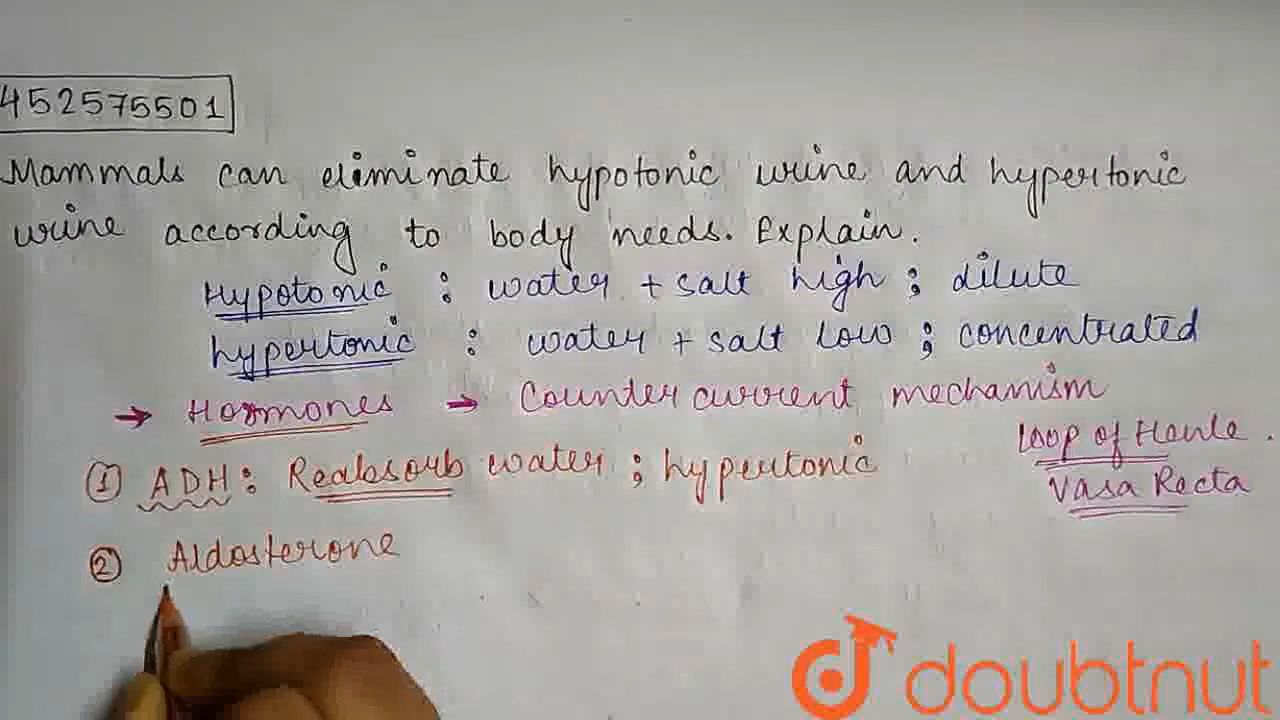 452575501
Mammals can eliminate hypotonic urine and hypertonic
urine according to body needs. Explain.
Hypotonic : water + salt high ; dilute
hypertonic : water + salt low ; concentrated
→ Hormones → Counter current mechanism
Loop of Henle .
① ADH : Reabsorb water ; hypertonic
Vasa Recta
② Aldosterone
doubtnut